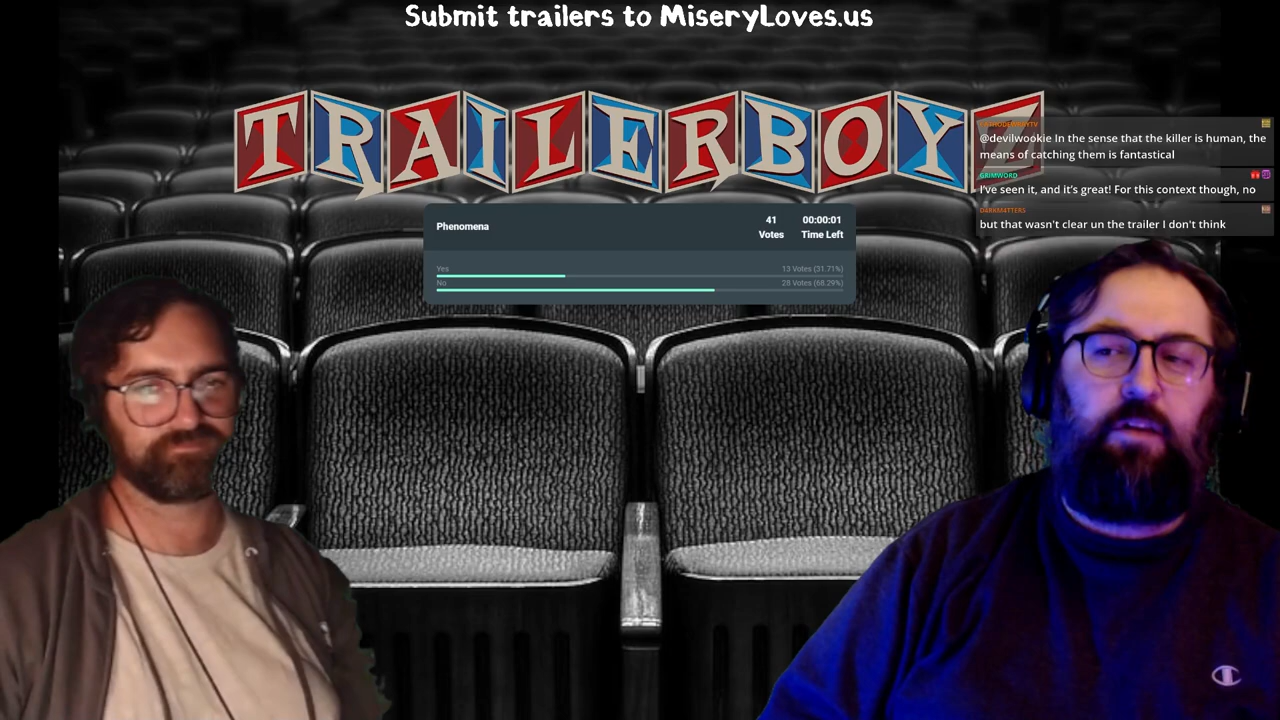 Submit trailers to MiseryLoves.us
TRAILERBOYZ
@devilwookie In the sense that the killer is human, the
means of catching them is fantastical
GRIMWORD
I've seen it, and it's great! For this context though, no
D4RKM4TTERS
but that wasn't clear un the trailer I don't think
Phenomena
41
Votes
00:00:01
Time Left
Yes
13 Votes (31.71%)
No
28 Votes (68.29%)